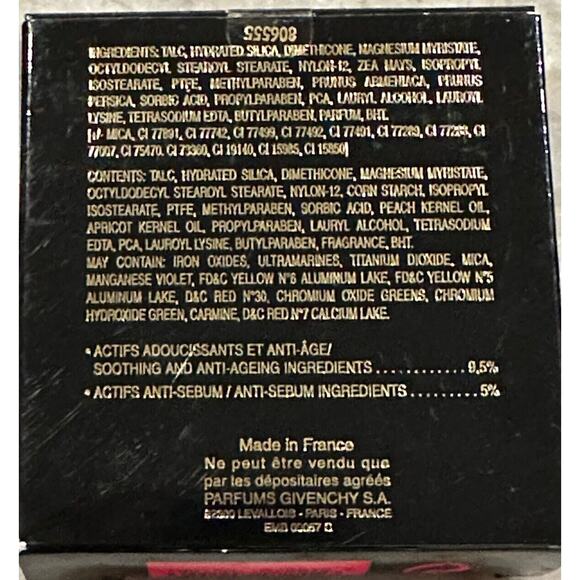 806555
INGREDIENTS: TALC, HYDRATED SILICA, DIMETHICONE, MAGNESIUM MYRISTATE,
OCTYLDODECYL STEAROYL STEARATE, NYLON-12, ZEA MAYS, ISOPROPYL
ISOSTEARATE, PTFE, METHYLPARABEN, PRUNUS ARMENIACA, PRUNUS
PERSICA, SORBIC ACID, PROPYLPARABEN, PCA, LAURYL ALCOHOL, LAUROYL
LYSINE, TETRASODIUM EDTA, BUTYLPARABEN, PARFUM, BHT.
[+/- MICA, CI 77891, CI 77742, CI 77499, CI 77492, CI 77491, CI 77289, CI 77288, CI
77007, CI 75470, CI 73360, CI 19140, CI 15985, CI 15850]
CONTENTS: TALC, HYDRATED SILICA, DIMETHICONE, MAGNESIUM MYRISTATE,
OCTYLDODECYL STEAROYL STEARATE, NYLON-12, CORN STARCH, ISOPROPYL
ISOSTEARATE, PTFE, METHYLPARABEN, SORBIC ACID, PEACH KERNEL OIL,
APRICOT KERNEL OIL, PROPYLPARABEN, LAURYL ALCOHOL, TETRASODIUM
EDTA, PCA, LAUROYL LYSINE, BUTYLPARABEN, FRAGRANCE, BHT.
MAY CONTAIN: IRON OXIDES, ULTRAMARINES, TITANIUM DIOXIDE, MICA,
MANGANESE VIOLET, FD&C YELLOW N°6 ALUMINUM LAKE, FD&C YELLOW N°5
ALUMINUM LAKE, D&C RED N°30, CHROMIUM OXIDE GREENS, CHROMIUM
HYDROXIDE GREEN, CARMINE, D&C RED N°7 CALCIUM LAKE.
• ACTIFS ADOUCISSANTS ET ANTI-ÂGE/
SOOTHING AND ANTI-AGEING INGREDIENTS .............. 9,5%
• ACTIFS ANTI-SEBUM / ANTI-SEBUM INGREDIENTS ......... 5%
Made in France
Ne peut être vendu que
par les dépositaires agréés
PARFUMS GIVENCHY S.A.
92300 LEVALLOIS - PARIS - FRANCE
EMB